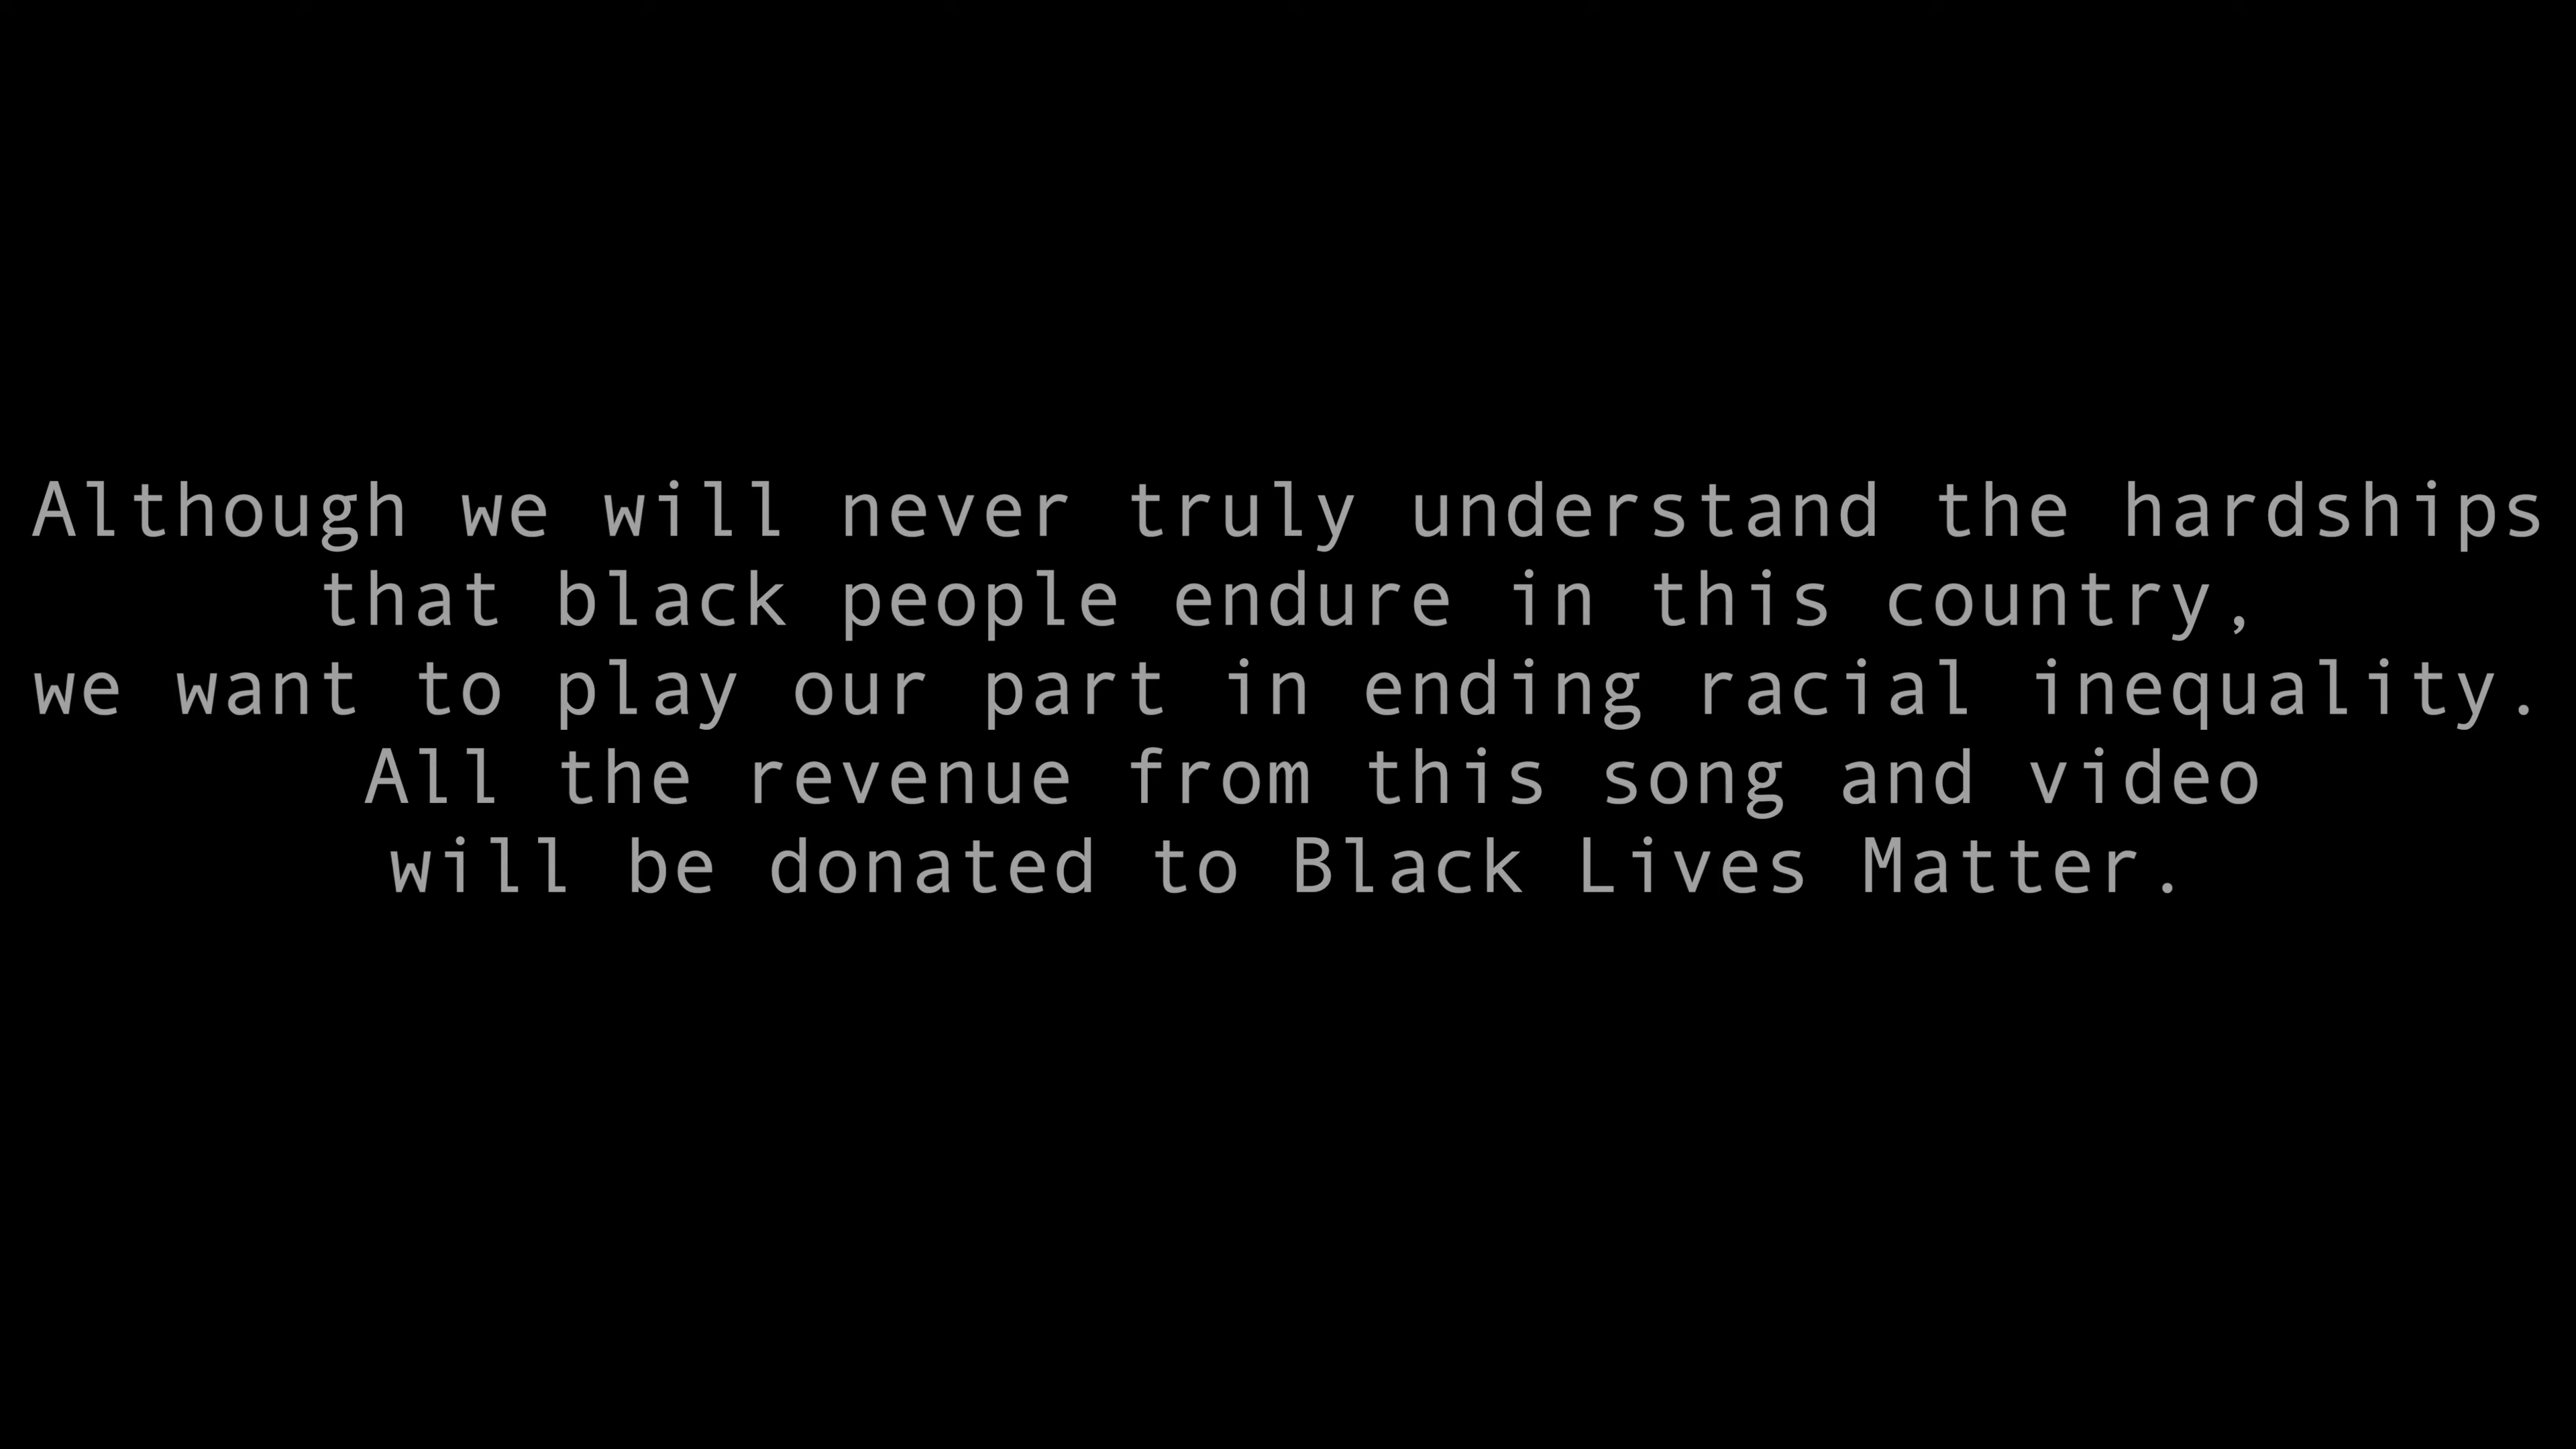 Although we will never truly understand the hardships
that black people endure in this country,
we want to play our part in ending racial inequality.
All the revenue from this song and video
will be donated to Black Lives Matter.